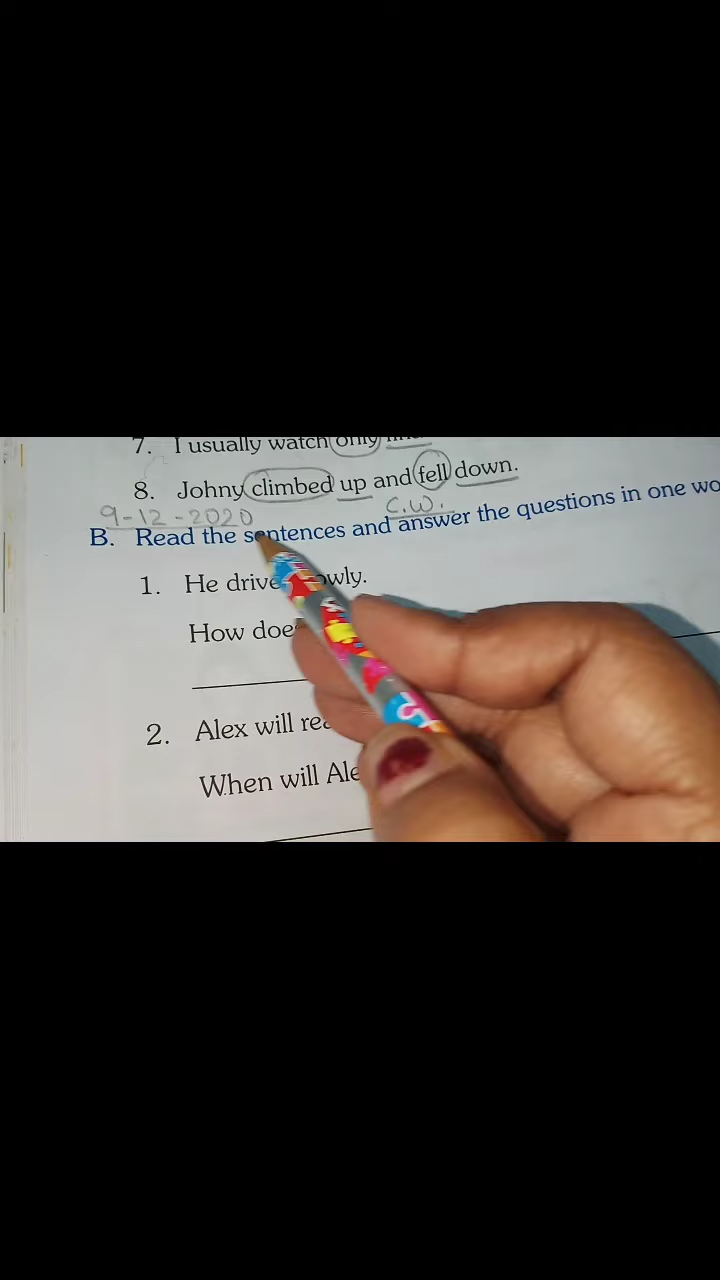 7. I usually watch only
8. Johny climbed up and fell down.
9-12-2020 C.W.
B. Read the sentences and answer the questions in one
1. He drive
How doe
2. Alex will re
When will Ale